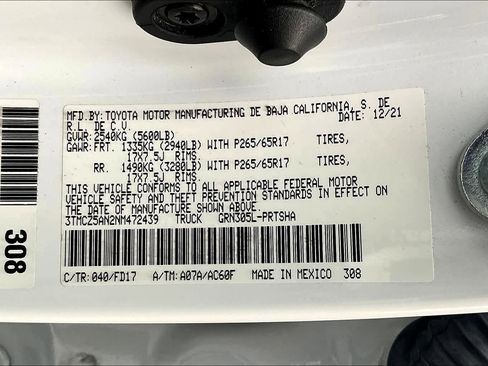 MFD.BY: TOYOTA MOTOR MANUFACTURING DE BAJA CALIFORNIA, S. DE
R.L. DE C.V. DATE: 12/21
GVWR: 2540KG (5600LB)
GAWR: FRT. 1335KG (2940LB) WITH P265/65R17 TIRES,
17X7.5J RIMS.
RR. 1490KG (3280LB) WITH P265/65R17 TIRES,
17X7.5J RIMS.
THIS VEHICLE CONFORMS TO ALL APPLICABLE FEDERAL MOTOR
VEHICLE SAFETY AND THEFT PREVENTION STANDARDS IN EFFECT ON
THE DATE OF MANUFACTURE SHOWN ABOVE.
3TMCZ5AN2NM472439 TRUCK GRN305L-PRTSHA
C/TR: 040/FD17 A/TM: A07A/AC60F MADE IN MEXICO 308
308